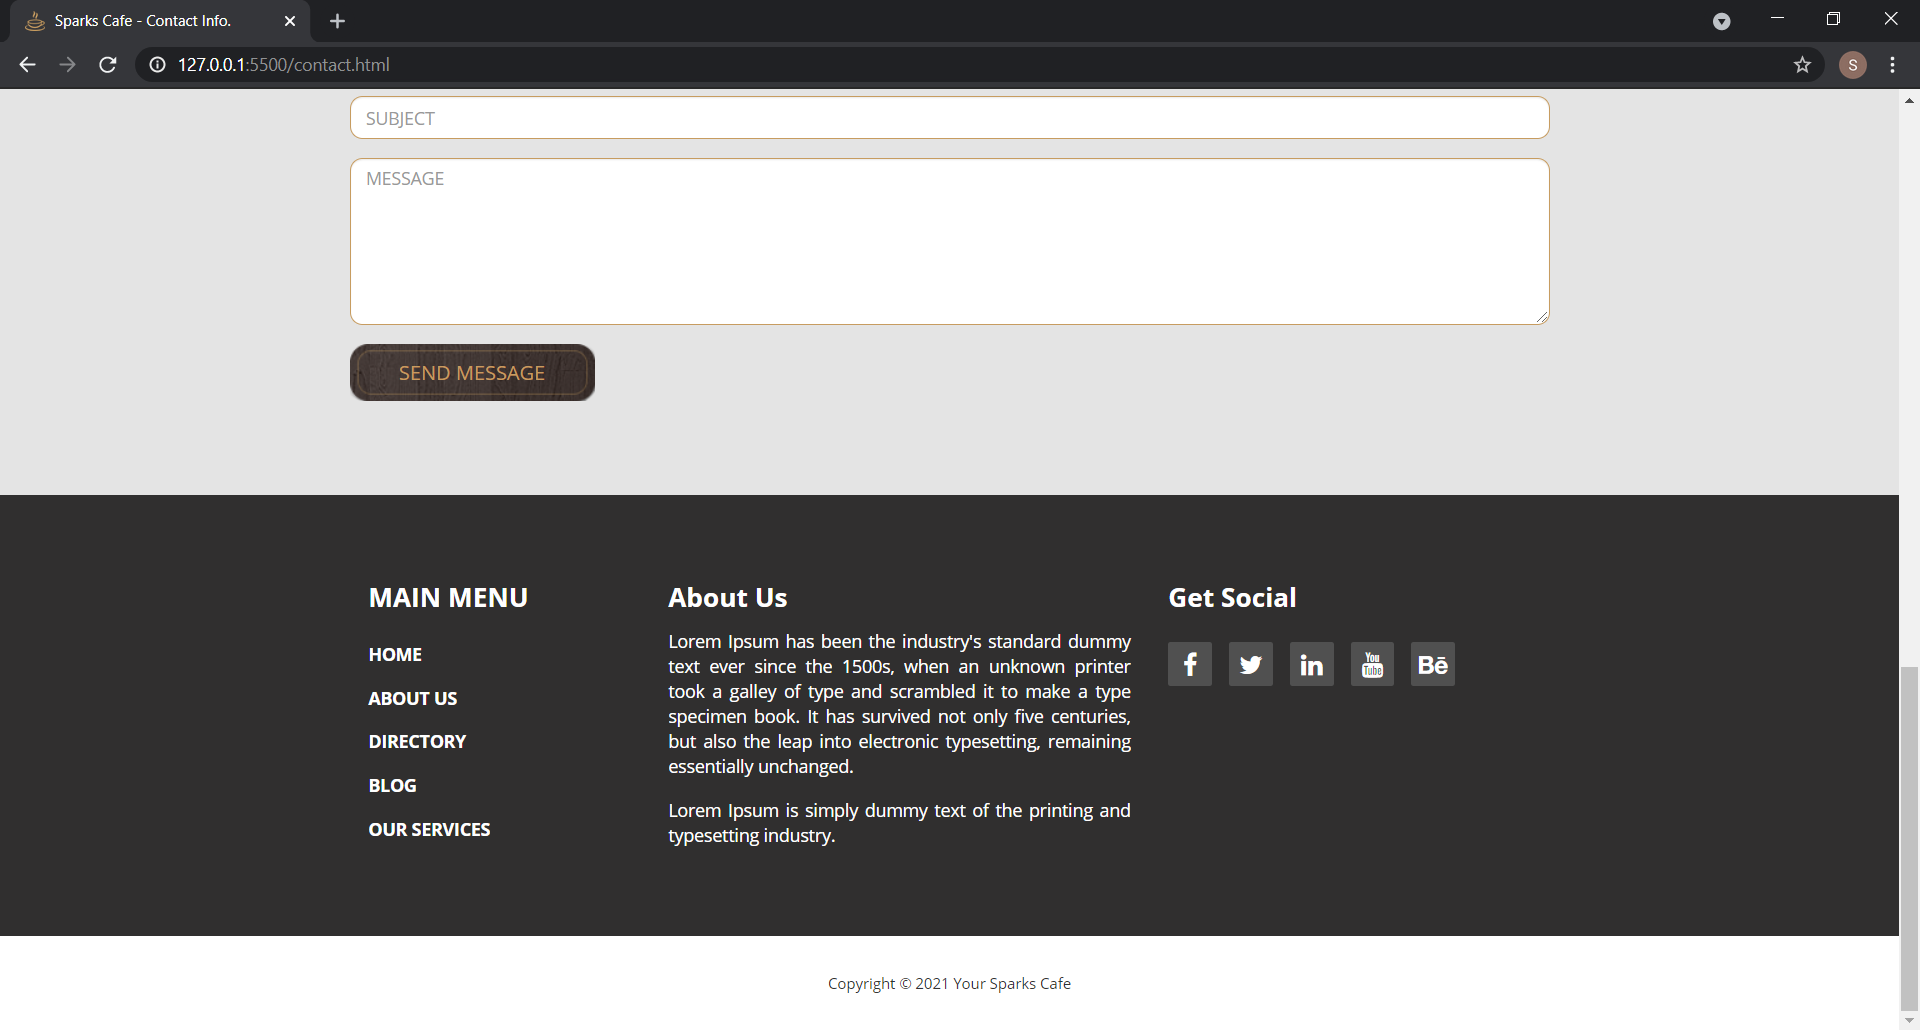 Sparks Cafe - Contact Info.
127.0.0.1:5500/contact.html
S
SUBJECT
MESSAGE
SEND MESSAGE
MAIN MENU
HOME
ABOUT US
DIRECTORY
BLOG
OUR SERVICES
About Us
Lorem Ipsum has been the industry's standard dummy
text ever since the 1500s, when an unknown printer
took a galley of type and scrambled it to make a type
specimen book. It has survived not only five centuries,
but also the leap into electronic typesetting, remaining
essentially unchanged.
Lorem Ipsum is simply dummy text of the printing and
typesetting industry.
Get Social
f
in
You
Tube
Bē
Copyright © 2021 Your Sparks Cafe